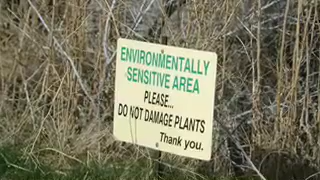 ENVIRONMENTALLY
SENSITIVE AREA
PLEASE...
DO NOT DAMAGE PLANTS
Thank you.